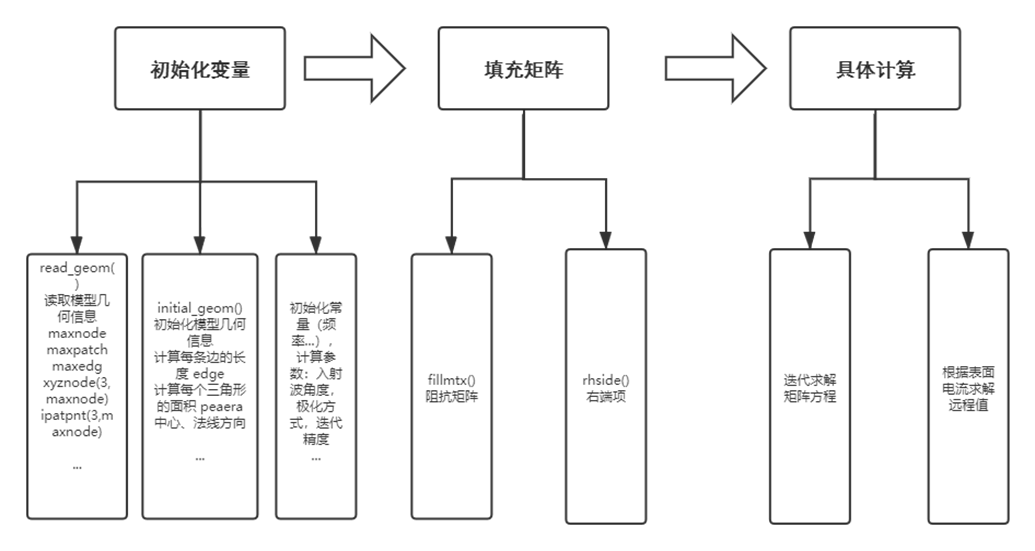 初始化变量
填充矩阵
具体计算
read_geom(
)
读取模型几
何信息
maxnode
maxpatch
maxedg
xyznode(3,
maxnode)
ipatpnt(3,m
axnode)
...
initial_geom()
初始化模型几何
信息
计算每条边的长
度 edge
计算每个三角形
的面积 peaera
中心、法线方向
...
初始化常
量（频
率...），
计算参
数：入射
波角度，
极化方
式，迭代
精度
...
fillmtx()
阻抗矩阵
rhside()
右端项
迭代求解
矩阵方程
根据表面
电流求解
远程值